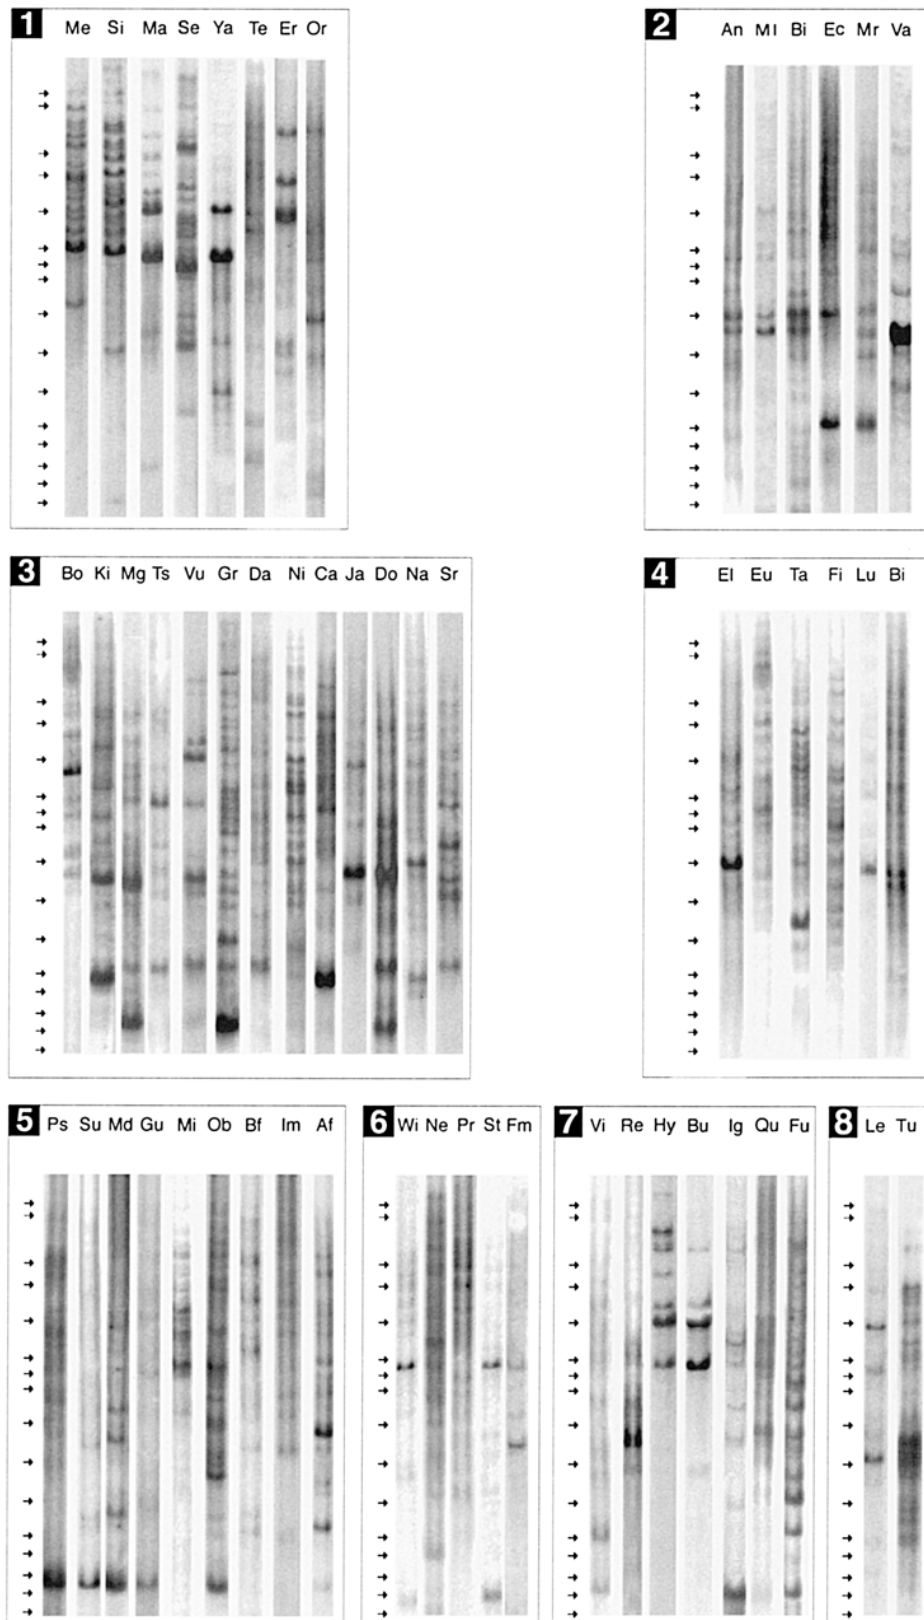 1 Me Si Ma Se Ya Te Er Or
2 An Ml Bi Ec Mr Va
3 Bo Ki Mg Ts Vu Gr Da Ni Ca Ja Do Na Sr
4 El Eu Ta Fi Lu Bi
5 Ps Su Md Gu Mi Ob Bf Im Af
6 Wi Ne Pr St Fm
7 Vi Re Hy Bu Ig Qu Fu
8 Le Tu